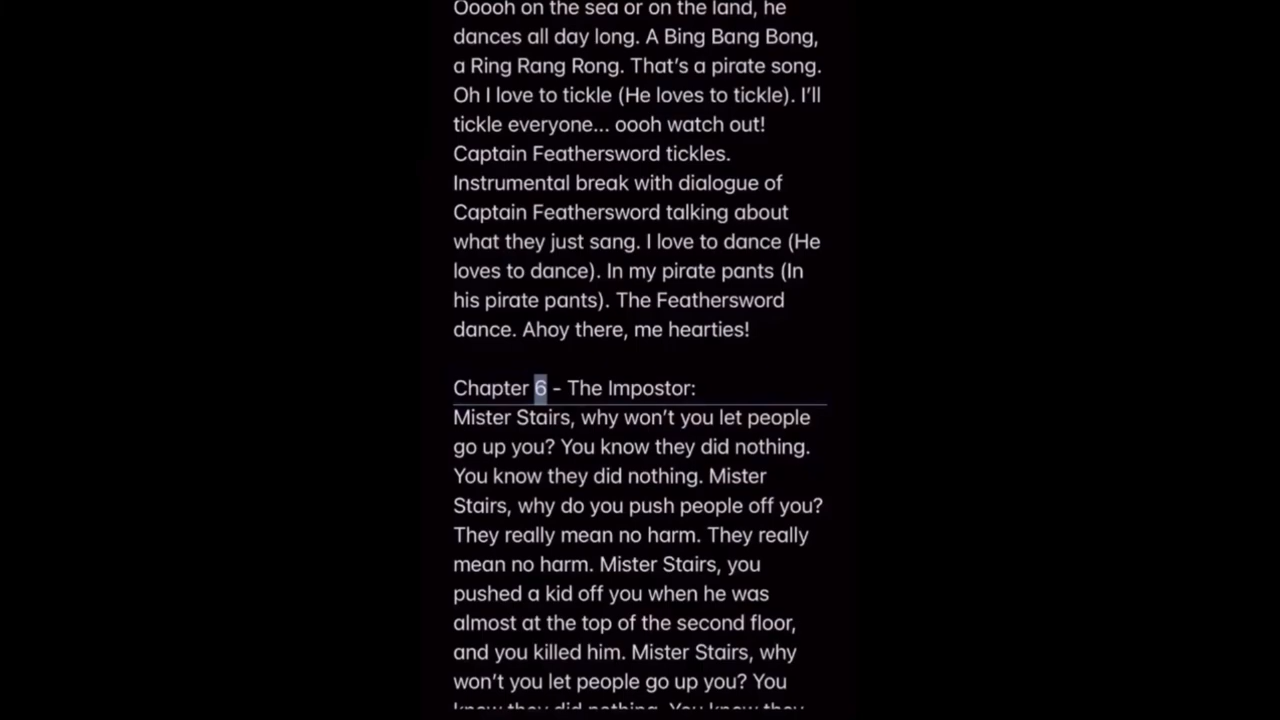 Ooooh on the sea or on the land, he
dances all day long. A Bing Bang Bong,
a Ring Rang Rong. That’s a pirate song.
Oh I love to tickle (He loves to tickle). I’ll
tickle everyone... oooh watch out!
Captain Feathersword tickles.
Instrumental break with dialogue of
Captain Feathersword talking about
what they just sang. I love to dance (He
loves to dance). In my pirate pants (In
his pirate pants). The Feathersword
dance. Ahoy there, me hearties!
Chapter 6 - The Impostor:
Mister Stairs, why won’t you let people
go up you? You know they did nothing.
You know they did nothing. Mister
Stairs, why do you push people off you?
They really mean no harm. They really
mean no harm. Mister Stairs, you
pushed a kid off you when he was
almost at the top of the second floor,
and you killed him. Mister Stairs, why
won’t you let people go up you? You
know they did nothing. You know they